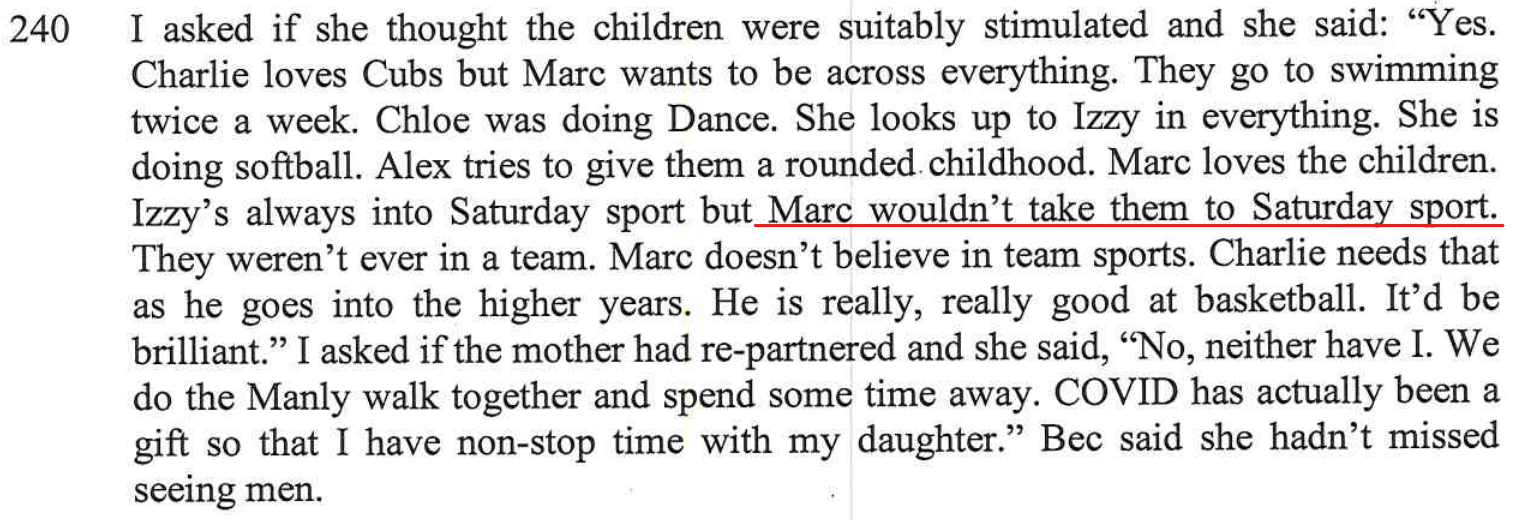 240 I asked if she thought the children were suitably stimulated and she said: “Yes.
Charlie loves Cubs but Marc wants to be across everything. They go to swimming
twice a week. Chloe was doing Dance. She looks up to Izzy in everything. She is
doing softball. Alex tries to give them a rounded childhood. Marc loves the children.
Izzy’s always into Saturday sport but Marc wouldn’t take them to Saturday sport.
They weren’t ever in a team. Marc doesn’t believe in team sports. Charlie needs that
as he goes into the higher years. He is really, really good at basketball. It’d be
brilliant.” I asked if the mother had re-partnered and she said, “No, neither have I. We
do the Manly walk together and spend some time away. COVID has actually been a
gift so that I have non-stop time with my daughter.” Bec said she hadn’t missed
seeing men.